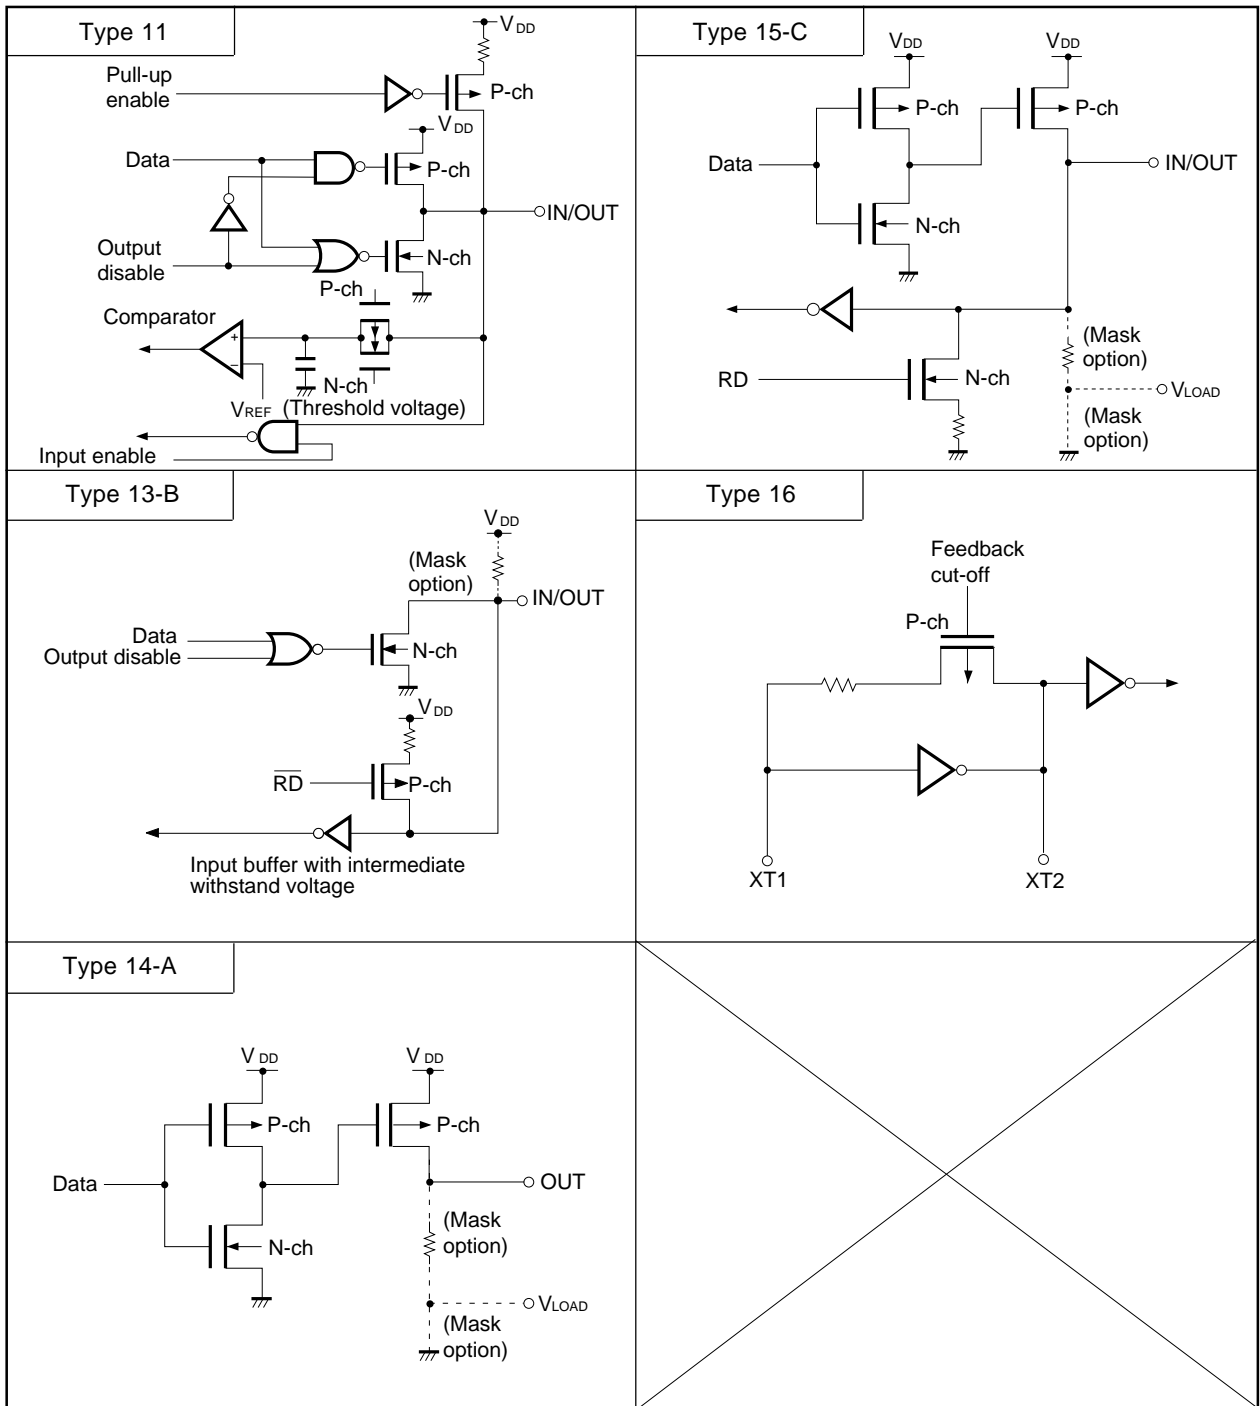 Type 11
VDD
Pull-up
enable
P-ch
VDD
Data
P-ch
IN/OUT
Output
disable
N-ch
P-ch
Comparator
+
−
N-ch
VREF
(Threshold voltage)
Input enable
Type 15-C
VDD
VDD
P-ch
P-ch
Data
IN/OUT
N-ch
(Mask
option)
RD
N-ch
VLOAD
(Mask
option)
Type 13-B
VDD
(Mask
option)
IN/OUT
Data
Output disable
N-ch
VDD
RD
P-ch
Input buffer with intermediate
withstand voltage
Type 16
Feedback
cut-off
P-ch
XT1
XT2
Type 14-A
VDD
VDD
P-ch
P-ch
Data
OUT
N-ch
(Mask
option)
VLOAD
(Mask
option)